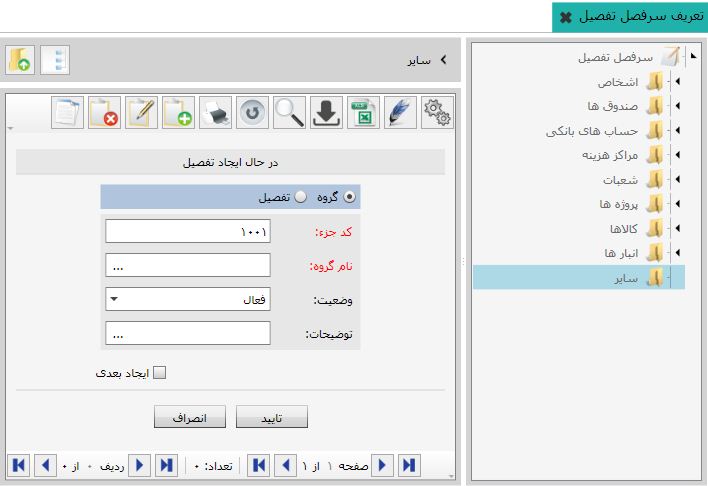 تعریف سرفصل تفصیل
سرفصل تفصیل
اشخاص
صندوق ها
حساب های بانکی
مراکز هزینه
شعبات
پروژه ها
کالاها
انبار ها
سایر
سایر
در حال ایجاد تفصیل
گروه تفصیل
کد جزء: ۱۰۰۱
نام گروه: ...
وضعیت: فعال
توضیحات: ...
ایجاد بعدی
تایید انصراف
صفحه ۱ از ۱ تعداد: ۰ ردیف ۰ از ۰